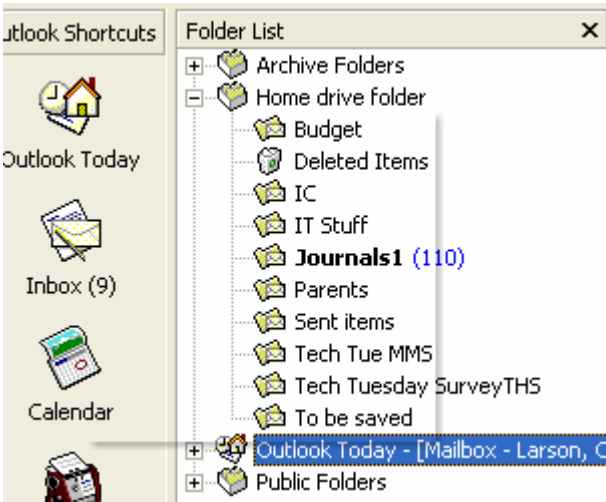 utlook Shortcuts
Outlook Today
Inbox (9)
Calendar
Folder List
Archive Folders
Home drive folder
Budget
Deleted Items
IC
IT Stuff
Journals1 (110)
Parents
Sent items
Tech Tue MMS
Tech Tuesday SurveyTHS
To be saved
Outlook Today - [Mailbox - Larson, C
Public Folders